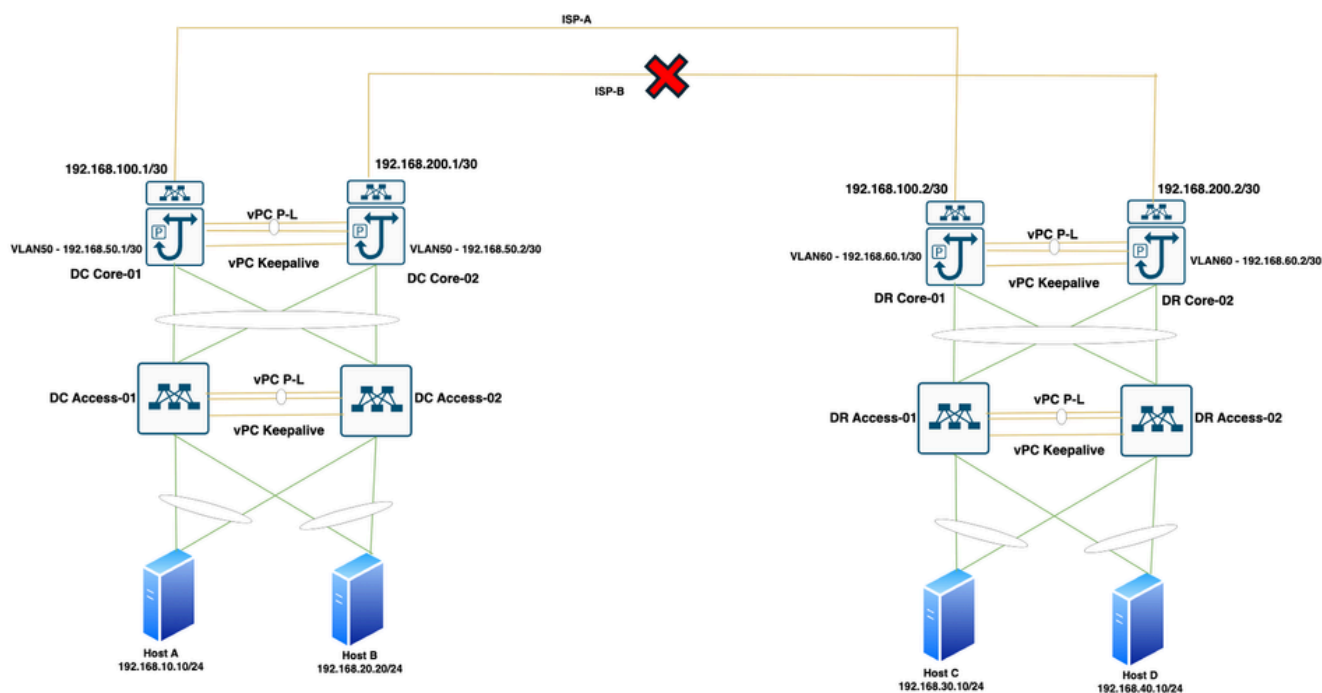 ISP-A
ISP-B
192.168.100.1/30
192.168.200.1/30
192.168.100.2/30
192.168.200.2/30
vPC P-L
VLAN50 - 192.168.50.1/30
P
P
VLAN50 - 192.168.50.2/30
vPC Keepalive
DC Core-01
DC Core-02
vPC P-L
VLAN60 - 192.168.60.1/30
P
P
VLAN60 - 192.168.60.2/30
vPC Keepalive
DR Core-01
DR Core-02
DC Access-01
vPC P-L
DC Access-02
vPC Keepalive
DR Access-01
vPC P-L
DR Access-02
vPC Keepalive
Host A
192.168.10.10/24
Host B
192.168.20.20/24
Host C
192.168.30.10/24
Host D
192.168.40.10/24